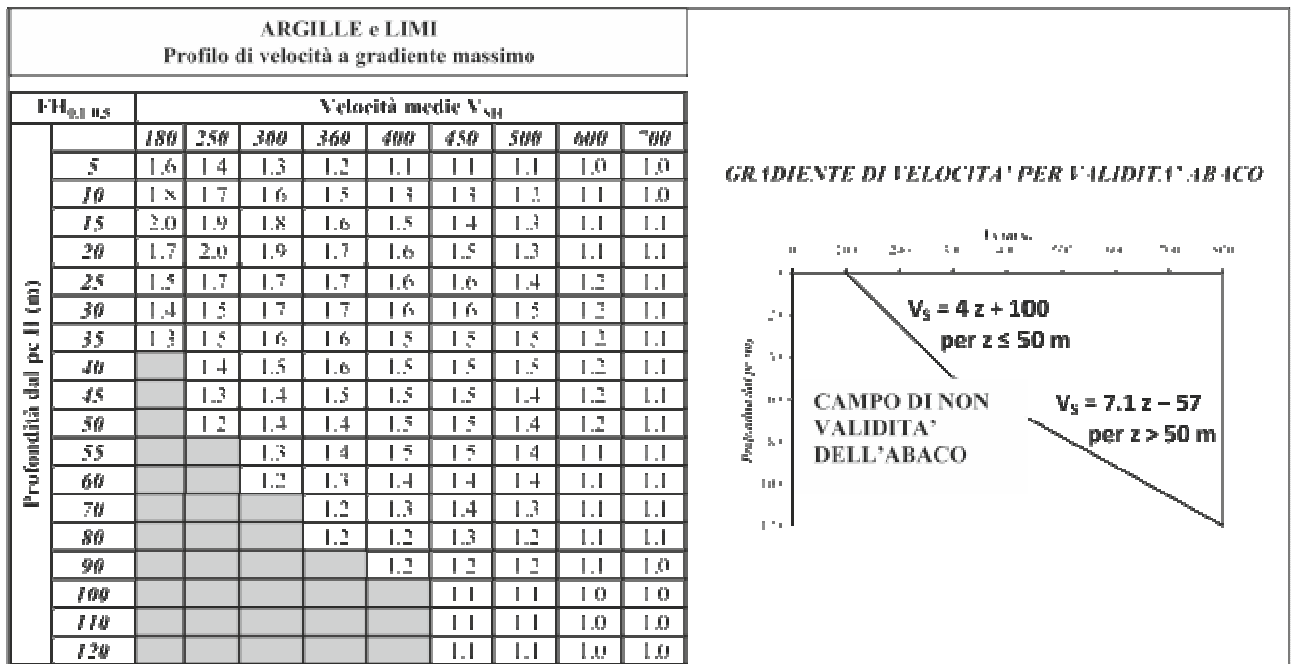 ARGILLE e LIMI
Profilo di velocità a gradiente massimo
FH0.1-0.5 Velocità medie VSH
180 250 300 360 400 450 500 600 700
Profondità dal pc H (m)
5 1.6 1.4 1.3 1.2 1.1 1.1 1.1 1.0 1.0
10 1.8 1.7 1.6 1.5 1.3 1.3 1.2 1.1 1.0
15 2.0 1.9 1.8 1.6 1.5 1.4 1.3 1.1 1.1
20 1.7 2.0 1.9 1.7 1.6 1.5 1.3 1.1 1.1
25 1.5 1.7 1.7 1.7 1.6 1.6 1.4 1.2 1.1
30 1.4 1.5 1.7 1.7 1.6 1.6 1.5 1.2 1.1
35 1.3 1.5 1.6 1.6 1.5 1.5 1.5 1.2 1.1
40 1.4 1.5 1.6 1.5 1.5 1.5 1.2 1.1
45 1.3 1.4 1.5 1.5 1.5 1.4 1.2 1.1
50 1.2 1.4 1.4 1.5 1.5 1.4 1.2 1.1
55 1.3 1.4 1.5 1.5 1.4 1.1 1.1
60 1.2 1.3 1.4 1.4 1.4 1.1 1.1
70 1.2 1.3 1.4 1.3 1.1 1.1
80 1.2 1.2 1.3 1.2 1.1 1.1
90 1.2 1.2 1.2 1.1 1.0
100 1.1 1.1 1.0 1.0
110 1.1 1.1 1.0 1.0
120 1.1 1.1 1.0 1.0
GRADIENTE DI VELOCITA' PER VALIDITA' ABACO
VS = 4 z + 100
per z ≤ 50 m
CAMPO DI NON
VALIDITA'
DELL'ABACO
VS = 7.1 z – 57
per z > 50 m